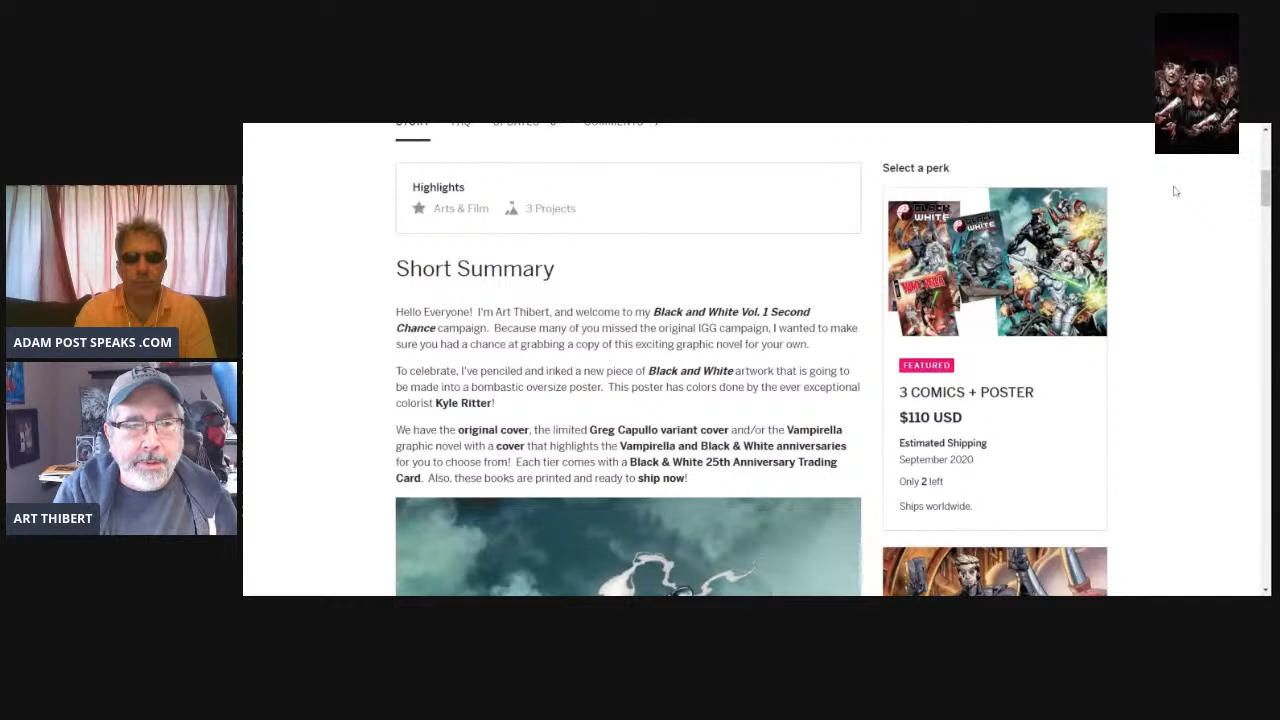 Highlights
Arts & Film 3 Projects
Short Summary
Hello Everyone! I'm Art Thibert, and welcome to my Black and White Vol. 1 Second
Chance campaign. Because many of you missed the original IGG campaign, I wanted to make
sure you had a chance at grabbing a copy of this exciting graphic novel for your own.
To celebrate, I've penciled and inked a new piece of Black and White artwork that is going to
be made into a bombastic oversize poster. This poster has colors done by the ever exceptional
colorist Kyle Ritter!
We have the original cover, the limited Greg Capullo variant cover and/or the Vampirella
graphic novel with a cover that highlights the Vampirella and Black & White anniversaries
for you to choose from! Each tier comes with a Black & White 25th Anniversary Trading
Card. Also, these books are printed and ready to ship now!
Select a perk
BLACK WHITE
BLACK WHITE
VAMPIRELLA
FEATURED
3 COMICS + POSTER
$110 USD
Estimated Shipping
September 2020
Only 2 left
Ships worldwide.
ADAM POST SPEAKS .COM
ART THIBERT